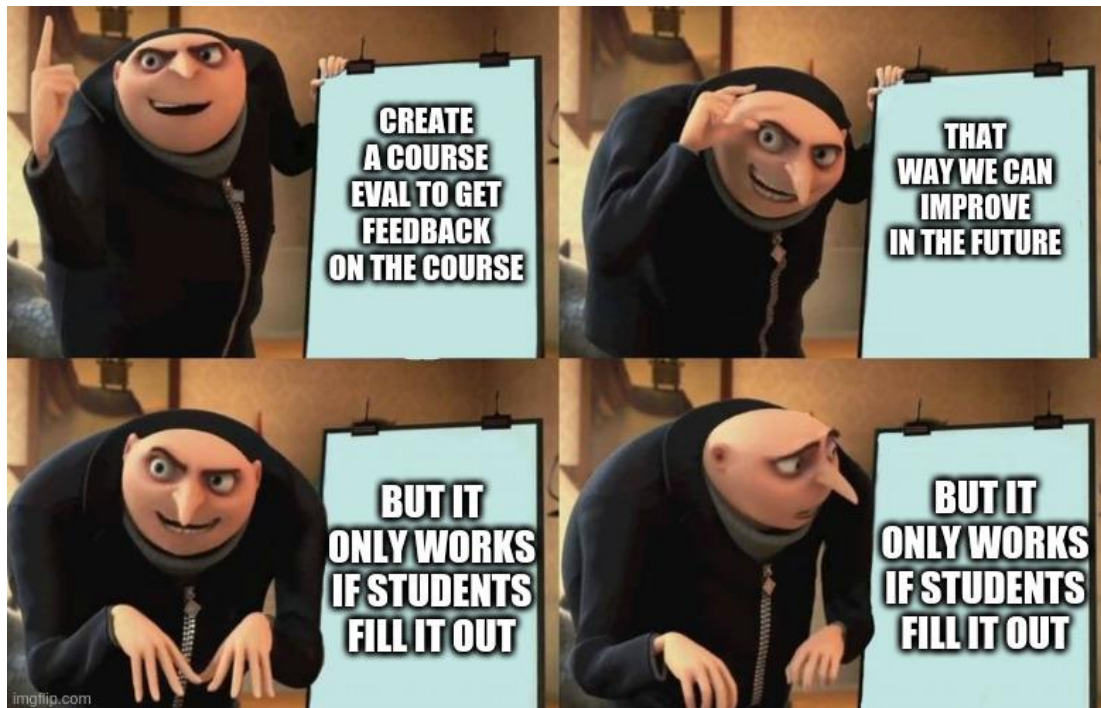 CREATE
A COURSE
EVAL TO GET
FEEDBACK
ON THE COURSE
THAT
WAY WE CAN
IMPROVE
IN THE FUTURE
BUT IT
ONLY WORKS
IF STUDENTS
FILL IT OUT
BUT IT
ONLY WORKS
IF STUDENTS
FILL IT OUT
imgflip.com